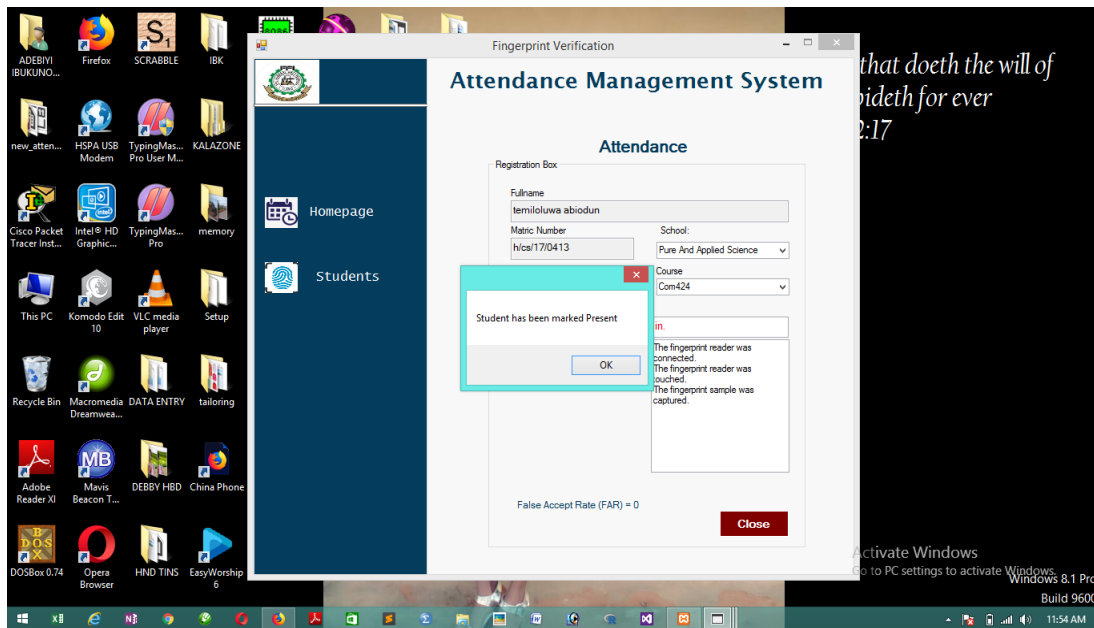 ADEBIYI
IBUKUNO...
Firefox
SCRABBLE
IBK
new_atten...
HSPA USB
Modem
TypingMas...
Pro User M...
KALAZONE
Cisco Packet
Tracer Inst...
Intel® HD
Graphic...
TypingMas...
Pro
memory
This PC
Komodo Edit
10
VLC media
player
Setup
Recycle Bin
Macromedia
Dreamwea...
DATA ENTRY
tailoring
Adobe
Reader XI
MB
Mavis
Beacon T...
DEBBY HBD
China Phone
DOSBox 0.74
Opera
Browser
HND TINS
EasyWorship
6
Fingerprint Verification
Attendance Management System
Homepage
Students
Attendance
Registration Box
Fullname
temiloluwa abiodun
Matric Number
School:
h/cs/17/0413
Pure And Applied Science
Course
Com424
Student has been marked Present
OK
in.
The fingerprint reader was
connected.
The fingerprint reader was
touched.
The fingerprint sample was
captured.
False Accept Rate (FAR) = 0
Close
that doeth the will of
bideth for ever
2:17
Activate Windows
Go to PC settings to activate Windows.
Windows 8.1 Pro
Build 9600
11:54 AM